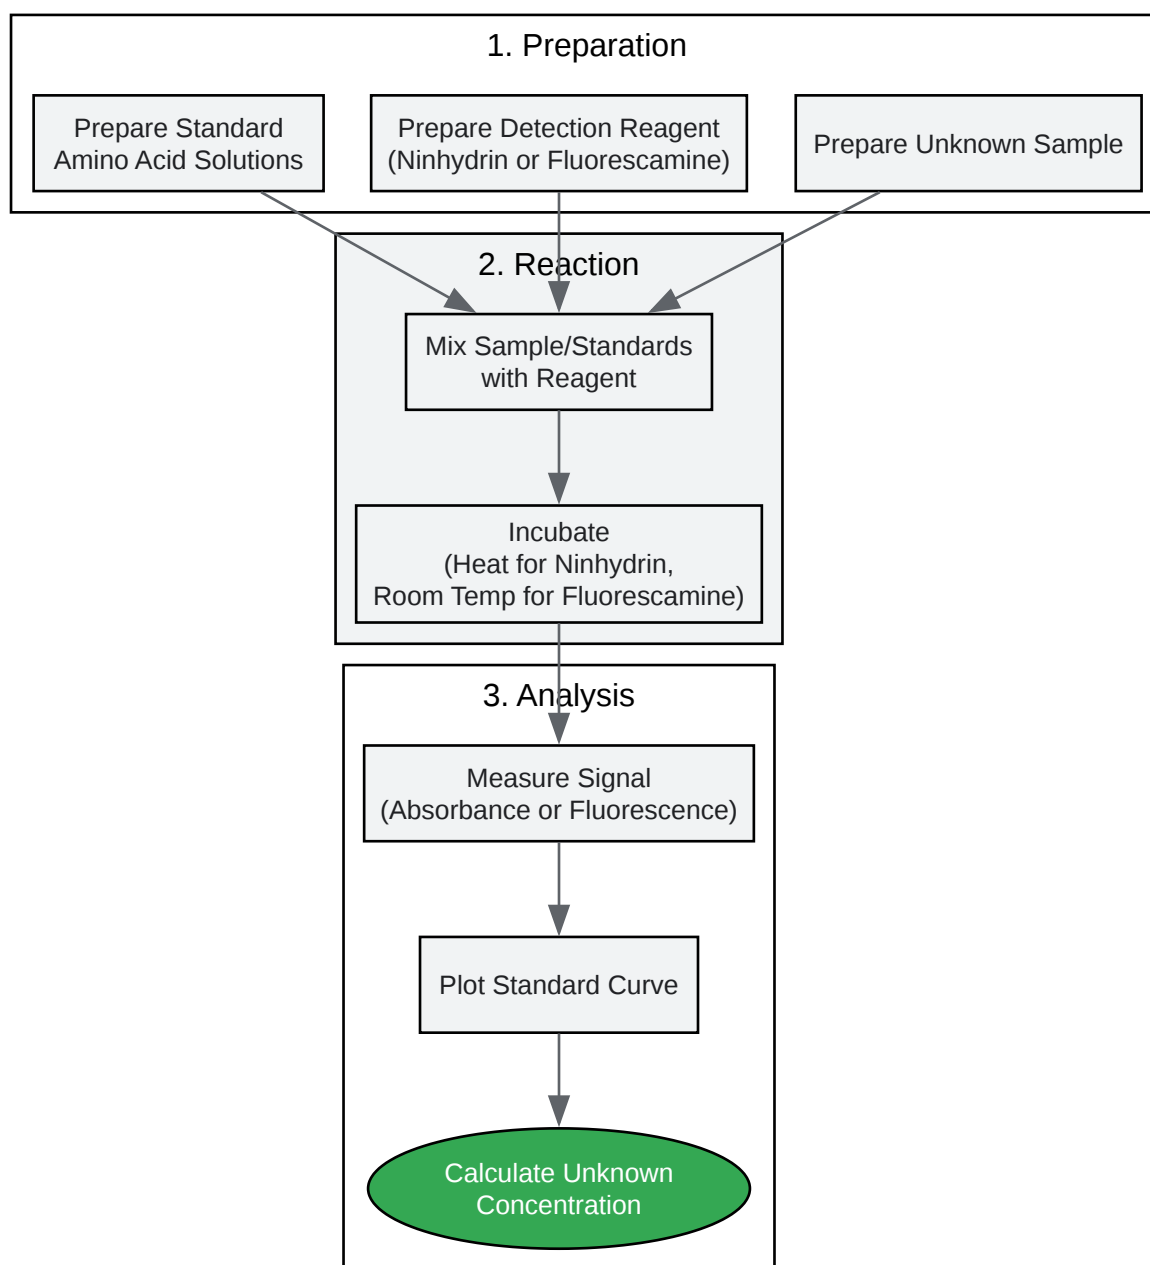 1. Preparation
Prepare Standard
Amino Acid Solutions
Prepare Detection Reagent
(Ninhydrin or Fluorescamine)
Prepare Unknown Sample
2. Reaction
Mix Sample/Standards
with Reagent
Incubate
(Heat for Ninhydrin,
Room Temp for Fluorescamine)
3. Analysis
Measure Signal
(Absorbance or Fluorescence)
Plot Standard Curve
Calculate Unknown
Concentration